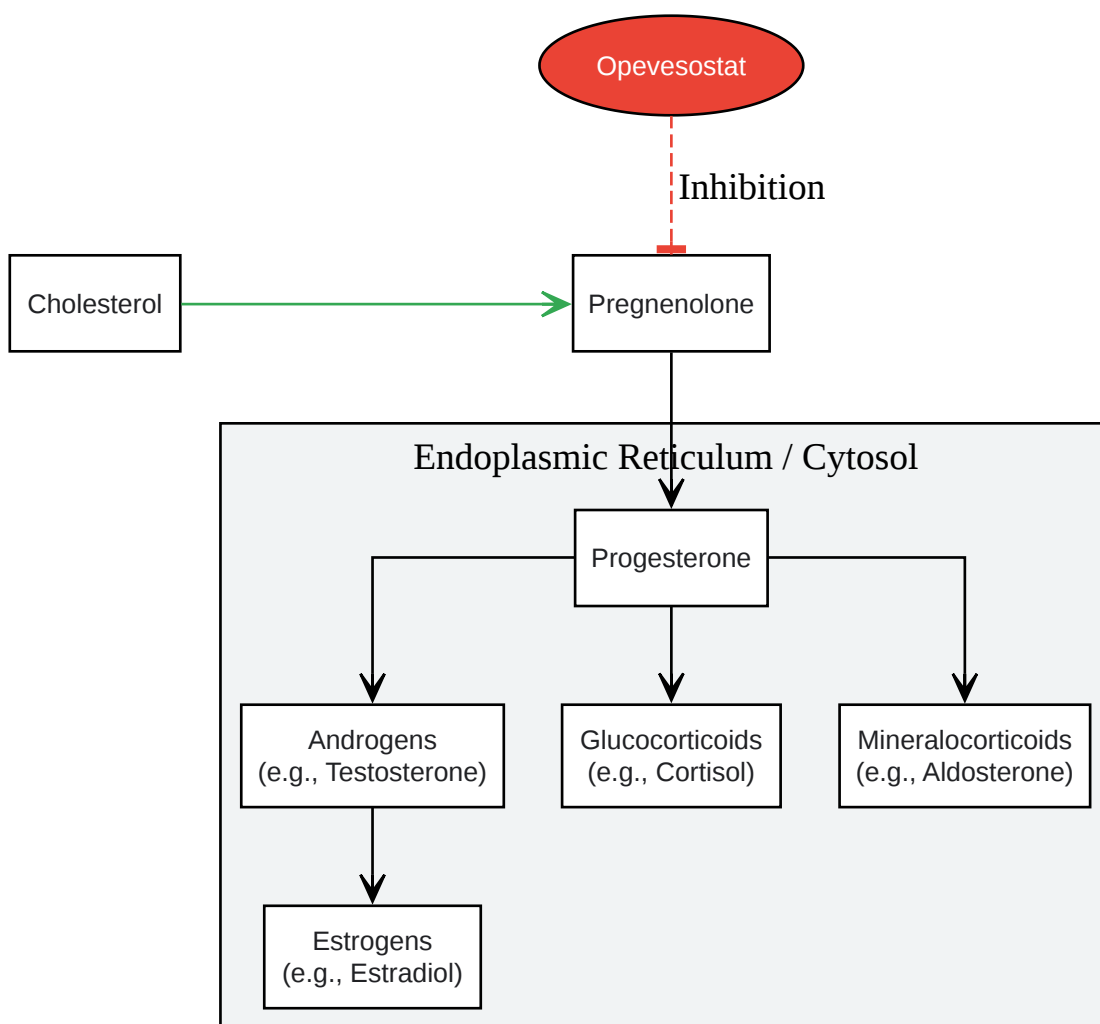 Opevesostat
Inhibition
Cholesterol
Pregnenolone
Endoplasmic Reticulum / Cytosol
Progesterone
Androgens
(e.g., Testosterone)
Glucocorticoids
(e.g., Cortisol)
Mineralocorticoids
(e.g., Aldosterone)
Estrogens
(e.g., Estradiol)